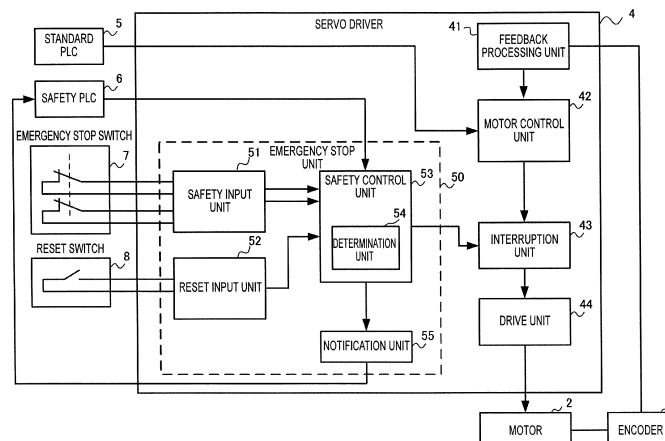 SERVO DRIVER
4
5
STANDARD
PLC
41
FEEDBACK
PROCESSING UNIT
6
SAFETY PLC
42
MOTOR CONTROL
UNIT
EMERGENCY STOP SWITCH
7
EMERGENCY STOP
UNIT
50
51
SAFETY INPUT
UNIT
53
SAFETY CONTROL
UNIT
54
DETERMINATION
UNIT
43
INTERRUPTION
UNIT
RESET SWITCH
8
52
RESET INPUT UNIT
44
DRIVE UNIT
55
NOTIFICATION UNIT
2
MOTOR
ENCODER